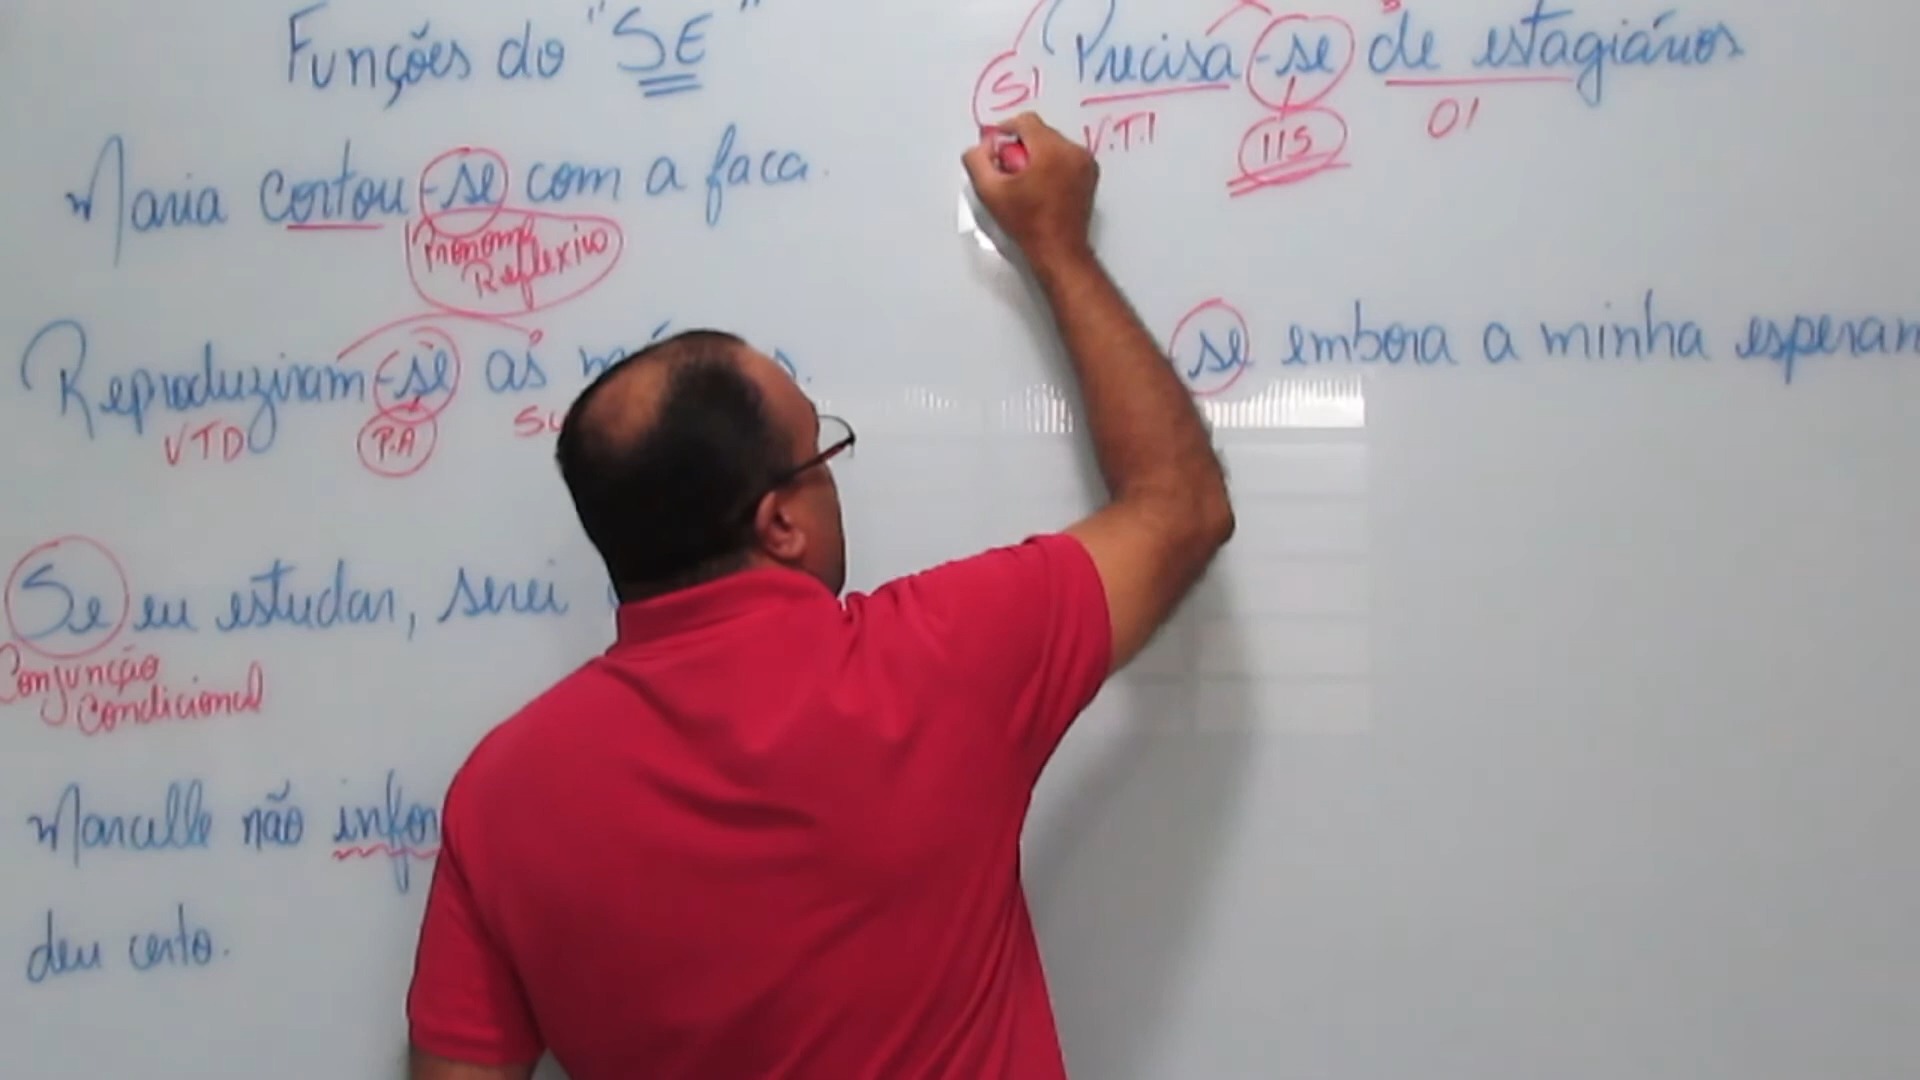 Funções do "SE"
Maria cortou-se com a faca.
Pronome
Reflexivo
Reproduziram-se as
VTD P.A
Se eu estudar, serei
Conjunção
Condicional
Marcelle não
deu certo.
Precisa-se de estagiários
SI V.T.I IIS OI
se embora a minha